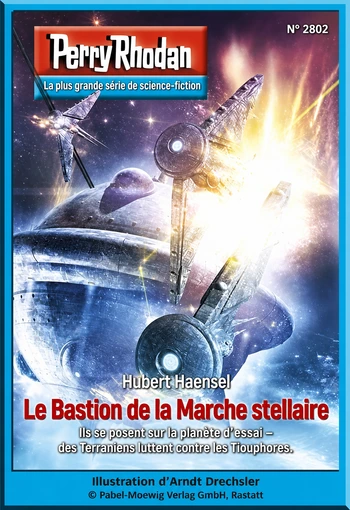 N° 2802
Perry Rhodan
La plus grande série de science-fiction
Hubert Haensel
Le Bastion de la Marche stellaire
Ils se posent sur la planète d’essai –
des Terraniens luttent contre les Tiouphores.
Illustration d’Arndt Drechsler
© Pabel-Moewig Verlag GmbH, Rastatt